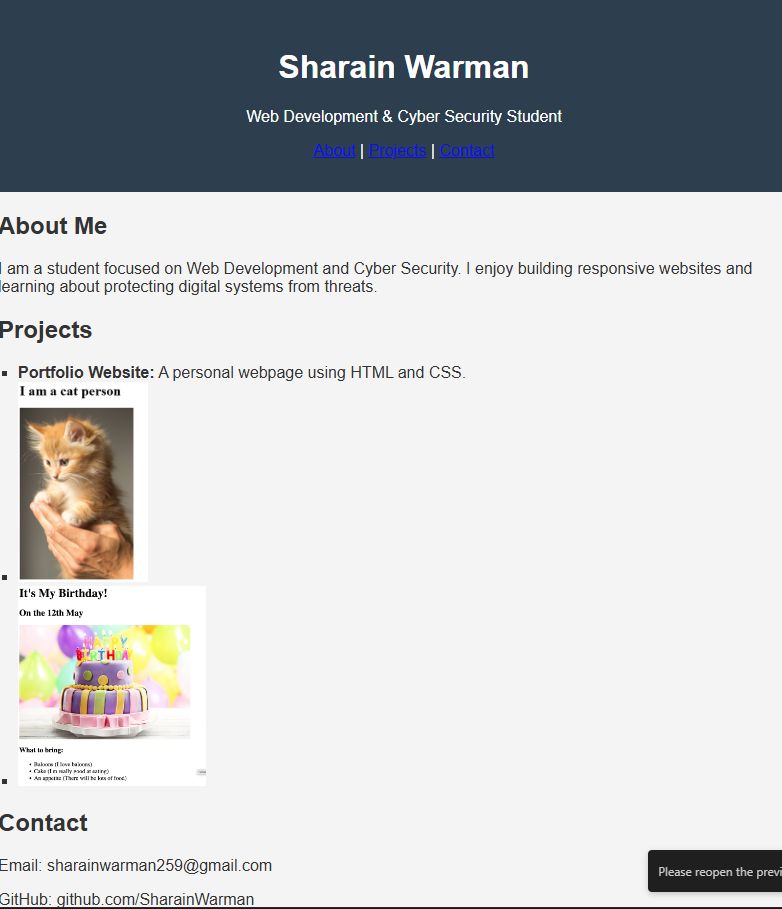 Sharain Warman
Web Development & Cyber Security Student
About | Projects | Contact
About Me
I am a student focused on Web Development and Cyber Security. I enjoy building responsive websites and
learning about protecting digital systems from threats.
Projects
Portfolio Website: A personal webpage using HTML and CSS.
I am a cat person
It's My Birthday!
On the 12th May
HAPPY
BIRTHDAY
What to bring:
Baloons (I love baloons)
Cake (I'm really good at eating)
An appetite (There will be lots of food)
Contact
Email: sharainwarman259@gmail.com
GitHub: github.com/SharainWarman
Please reopen the previ